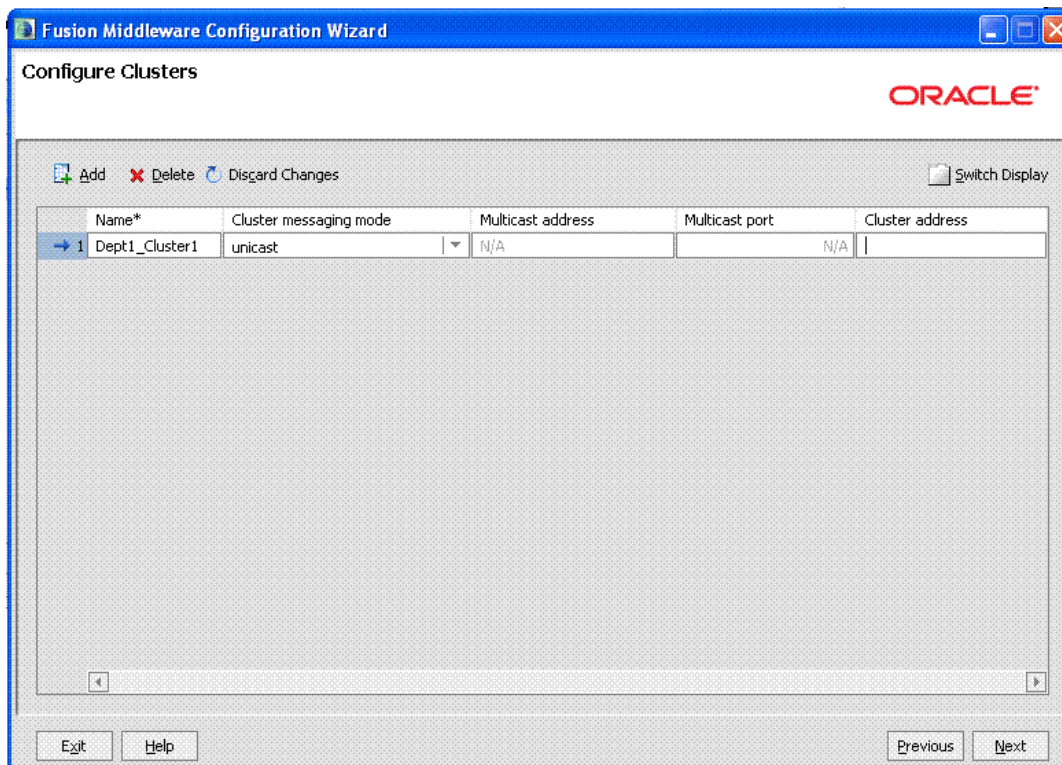 Fusion Middleware Configuration Wizard
Configure Clusters
ORACLE
Add Delete Discard Changes Switch Display
Name* Cluster messaging mode Multicast address Multicast port Cluster address
1 Dept1_Cluster1 unicast N/A N/A
Exit Help Previous Next